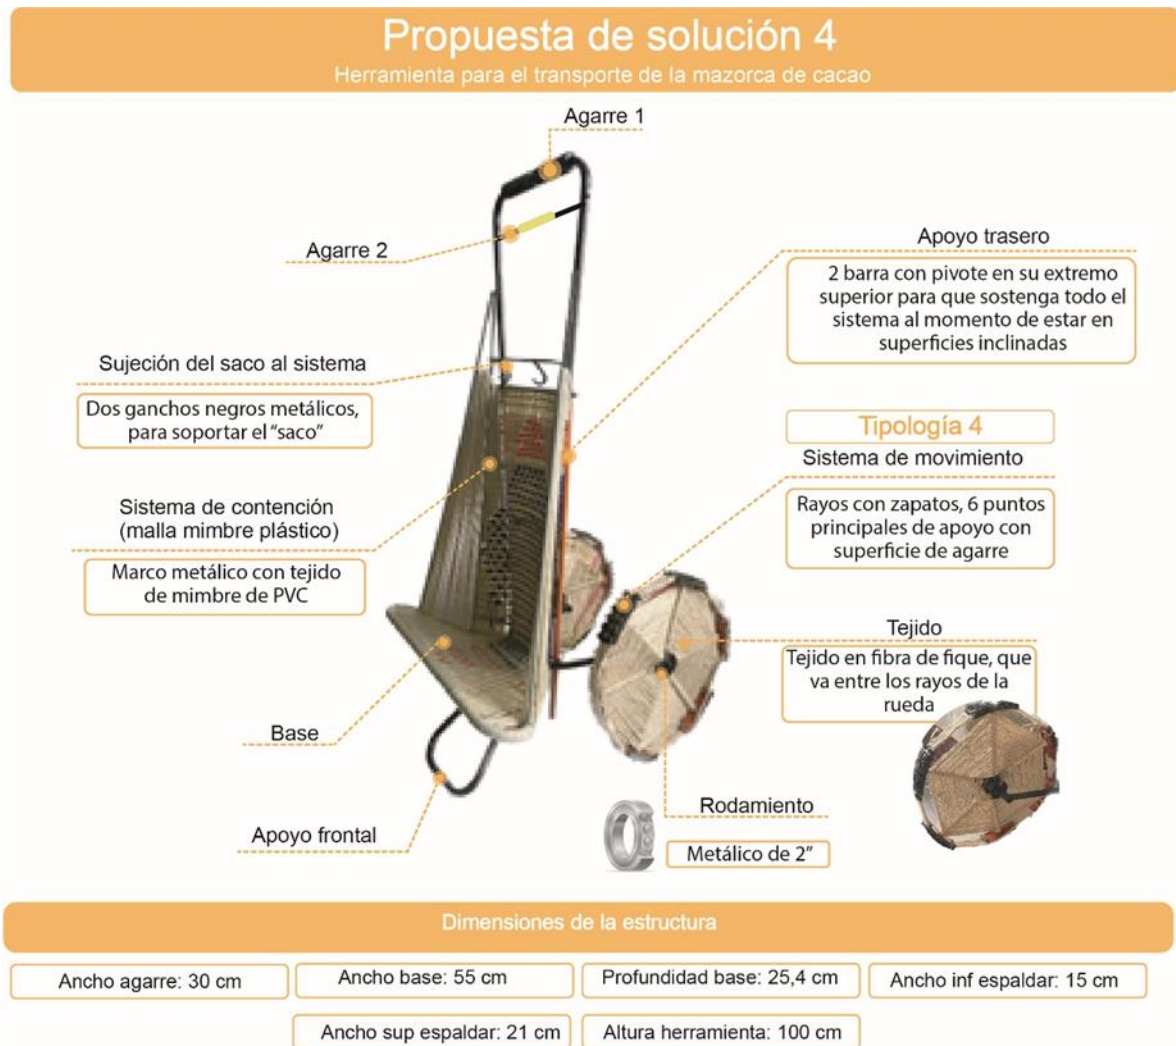 Propuesta de solución 4
Herramienta para el transporte de la mazorca de cacao
Agarre 1
Agarre 2
Apoyo trasero
2 barra con pivote en su extremo
superior para que sostenga todo el
sistema al momento de estar en
superficies inclinadas
Sujeción del saco al sistema
Dos ganchos negros metálicos,
para soportar el “saco”
Tipología 4
Sistema de movimiento
Rayos con zapatos, 6 puntos
principales de apoyo con
superficie de agarre
Sistema de contención
(malla mimbre plástico)
Marco metálico con tejido
de mimbre de PVC
Tejido
Tejido en fibra de fique, que
va entre los rayos de la
rueda
Base
Rodamiento
Metálico de 2”
Apoyo frontal
Dimensiones de la estructura
Ancho agarre: 30 cm
Ancho base: 55 cm
Profundidad base: 25,4 cm
Ancho inf espaldar: 15 cm
Ancho sup espaldar: 21 cm
Altura herramienta: 100 cm